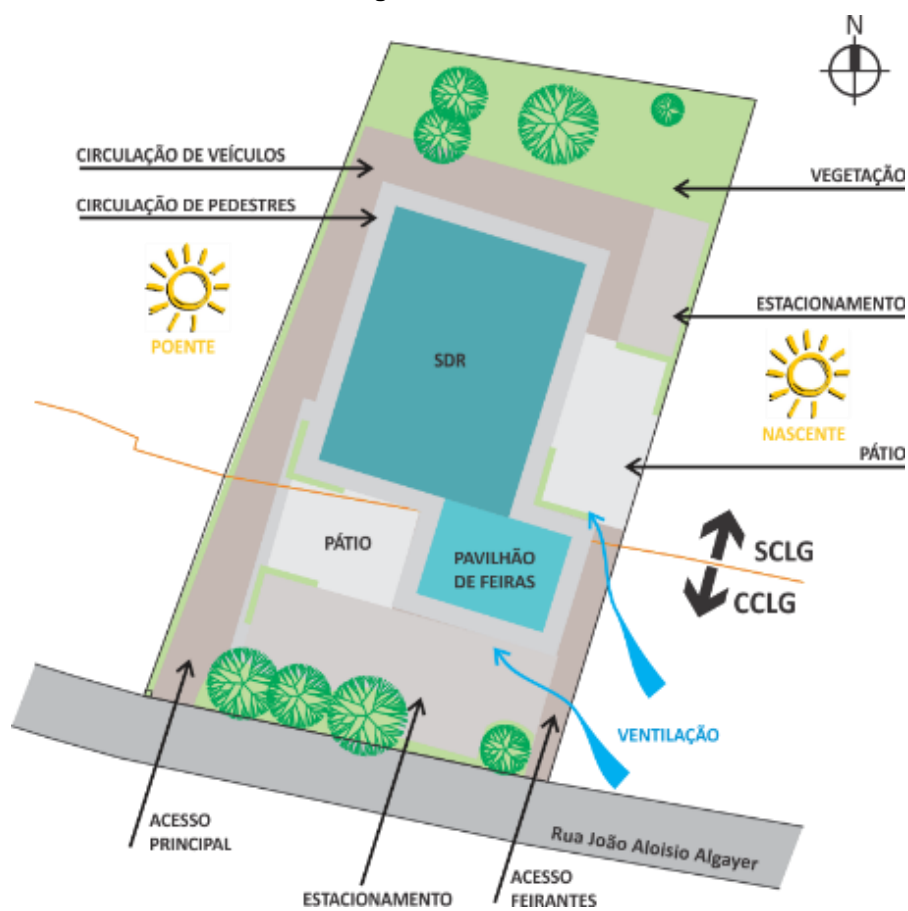 N
CIRCULAÇÃO DE VEÍCULOS
CIRCULAÇÃO DE PEDESTRES
VEGETAÇÃO
POENTE
ESTACIONAMENTO
SDR
NASCENTE
PÁTIO
PÁTIO
PAVILHÃO
DE FEIRAS
SCLG
CCLG
VENTILAÇÃO
ACESSO
PRINCIPAL
Rua João Aloisio Algayer
ESTACIONAMENTO
ACESSO
FEIRANTES